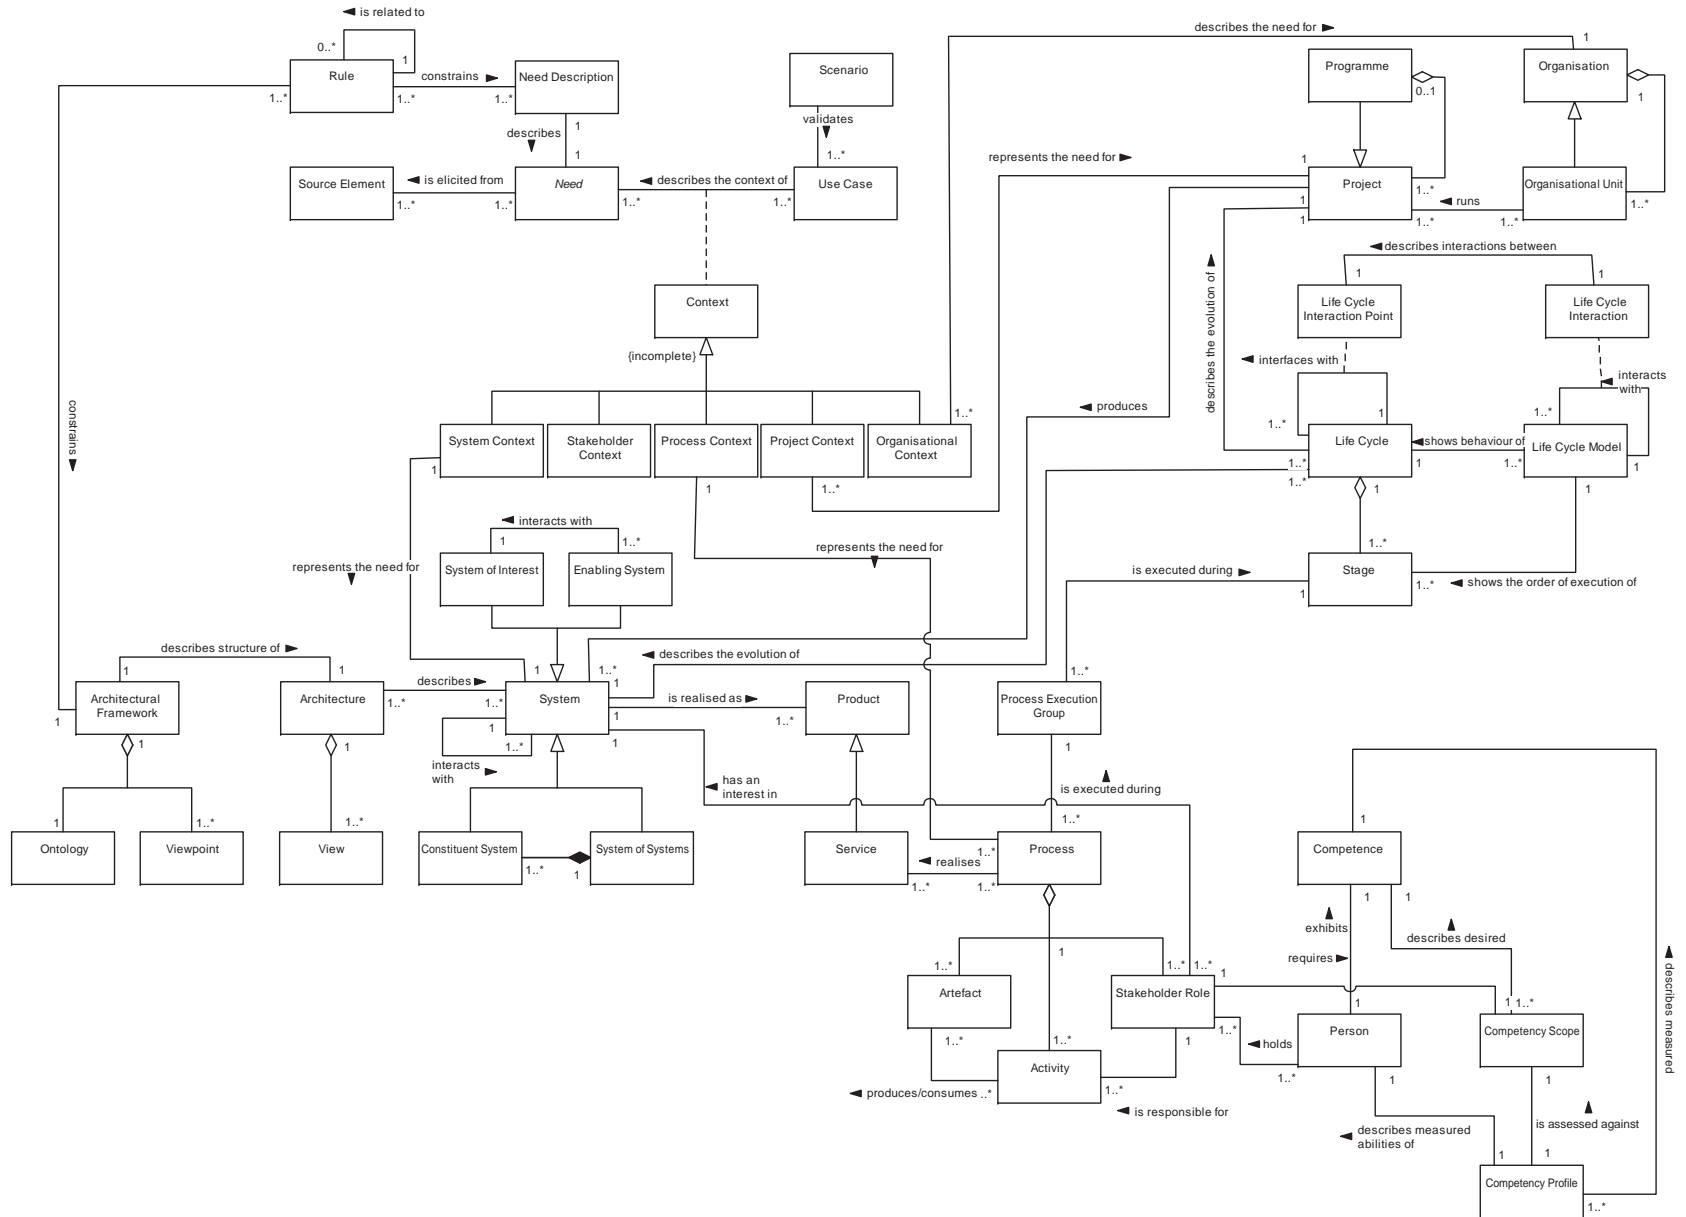 is related to
describes the need for
0..*
1
1
Rule
constrains
Need Description
Scenario
Programme
Organisation
1..*
1..*
1..*
0..1
1
validates
1
describes
1
1..*
represents the need for
1
Source Element
is elicited from
Need
describes the context of
Use Case
Project
Organisational Unit
1..*
1..*
1..*
1..*
1..*
1..*
1
runs
1
1..*
1..*
describes interactions between
1
1
describes the evolution of
Context
Life Cycle
Interaction Point
Life Cycle
Interaction
{incomplete}
interfaces with
interacts
with
constrains
produces
1..*
1..*
1
1..*
System Context
Stakeholder
Context
Process Context
Project Context
Organisational
Context
Life Cycle
shows behaviour of
Life Cycle Model
1
1..*
1
1..*
1
1..*
1
1..*
1
1
interacts with
1
1..*
represents the need for
1..*
represents the need for
System of Interest
Enabling System
is executed during
Stage
1
1..*
shows the order of execution of
describes structure of
describes the evolution of
1
1
1
1..*
1
1..*
Architectural
Framework
Architecture
describes
System
is realised as
Product
Process Execution
Group
1..*
1..*
1
1..*
1
1
1
1
1
1..*
1
interacts
with
has an
interest in
is executed during
1
1..*
1..*
1..*
1
Ontology
Viewpoint
View
Constituent System
System of Systems
Service
Process
Competence
1..*
realises
1..*
1
1..*
1..*
1
1
exhibits
describes desired
1
requires
1..*
1..*
1..*
1
describes measured
Artefact
Stakeholder Role
1
1
1..*
Person
Competency Scope
1..*
1..*
1
1..*
holds
Activity
1..*
1
1
produces/consumes ..*
1..*
is responsible for
is assessed against
describes measured
abilities of
1
1
Competency Profile
1..*